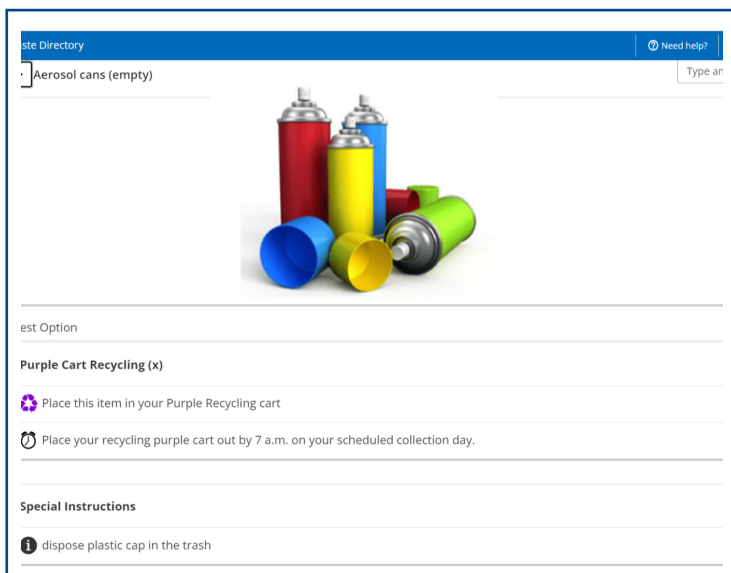 ste Directory
Need help?
Aerosol cans (empty)
Type an
est Option
Purple Cart Recycling (x)
Place this item in your Purple Recycling cart
Place your recycling purple cart out by 7 a.m. on your scheduled collection day.
Special Instructions
dispose plastic cap in the trash